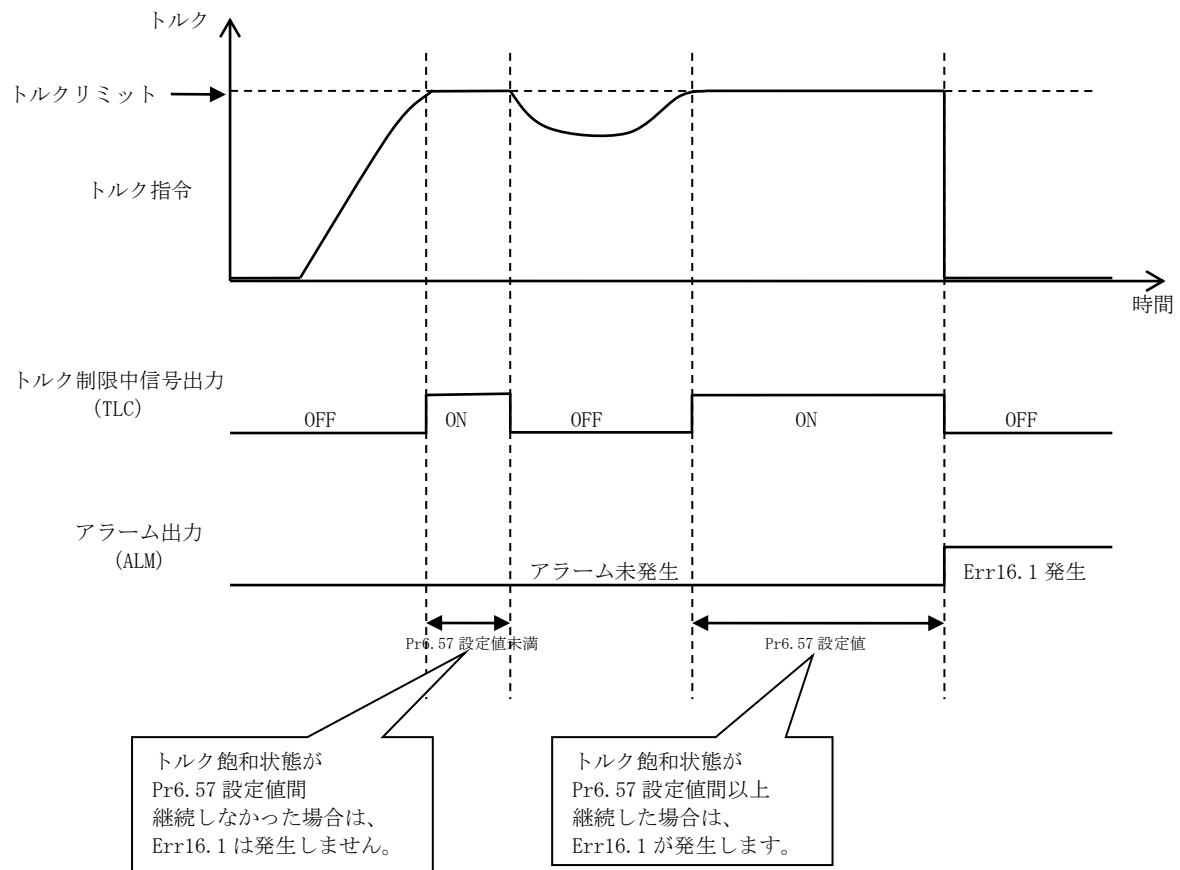 トルク
トルクリミット
トルク指令
時間
トルク制限中信号出力
(TLC)
OFF
ON
OFF
ON
OFF
アラーム出力
(ALM)
アラーム未発生
Err16.1 発生
Pr6.57 設定値未満
Pr6.57 設定値
トルク飽和状態が
Pr6.57 設定値間
継続しなかった場合は、
Err16.1 は発生しません。
トルク飽和状態が
Pr6.57 設定値間以上
継続した場合は、
Err16.1 が発生します。